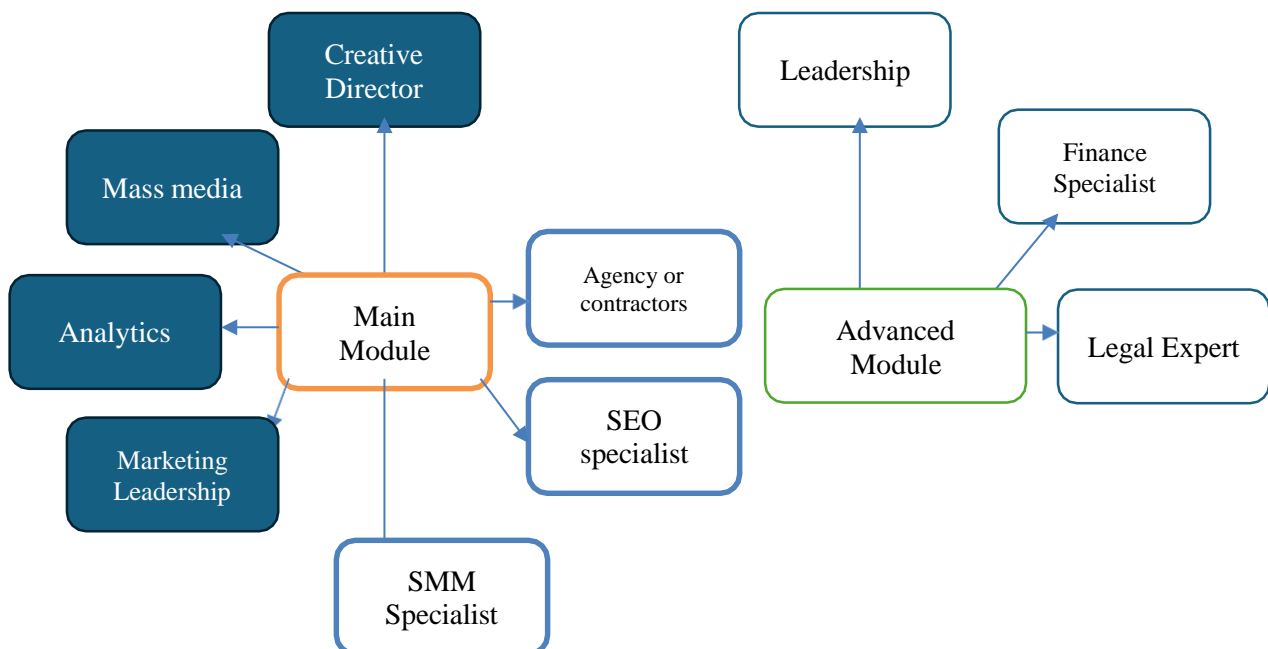 Creative
Director
Leadership
Mass media
Finance
Specialist
Agency or
contractors
Analytics
Main
Module
Advanced
Module
Legal Expert
SEO
specialist
Marketing
Leadership
SMM
Specialist